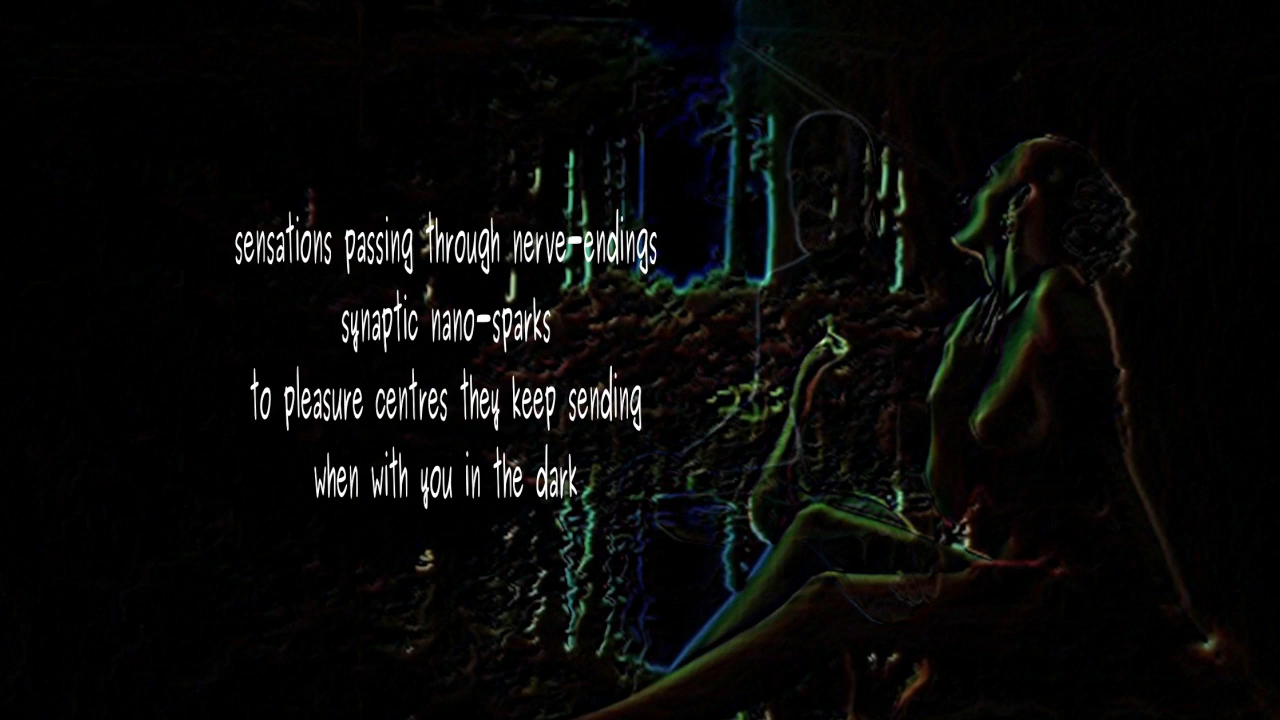 sensations passing through nerve-endings
synaptic nano-sparks
to pleasure centres they keep sending
when with you in the dark